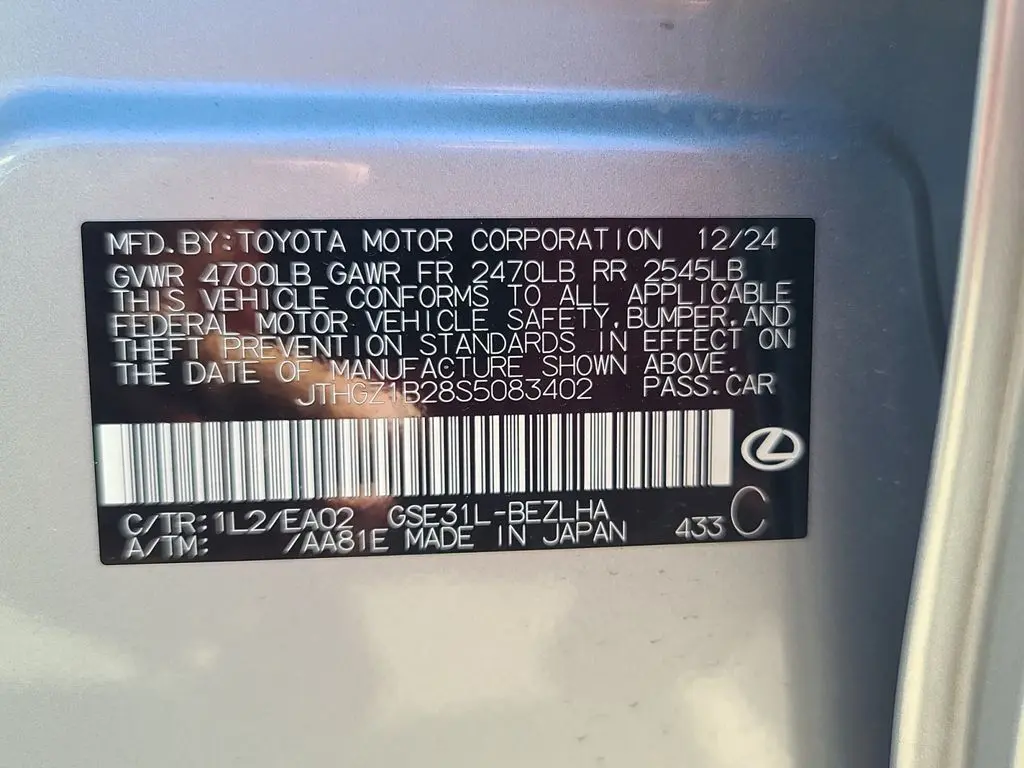 MFD.BY:TOYOTA MOTOR CORPORATION 12/24
GVWR 4700LB GAWR FR 2470LB RR 2545LB
THIS VEHICLE CONFORMS TO ALL APPLICABLE
FEDERAL MOTOR VEHICLE SAFETY,BUMPER,AND
THEFT PREVENTION STANDARDS IN EFFECT ON
THE DATE OF MANUFACTURE SHOWN ABOVE.
JTHGZ1B28S5083402 PASS.CAR
C/TR:1L2/EA02 GSE31L-BEZLHA
A/TM: /AA81E MADE IN JAPAN 433 C